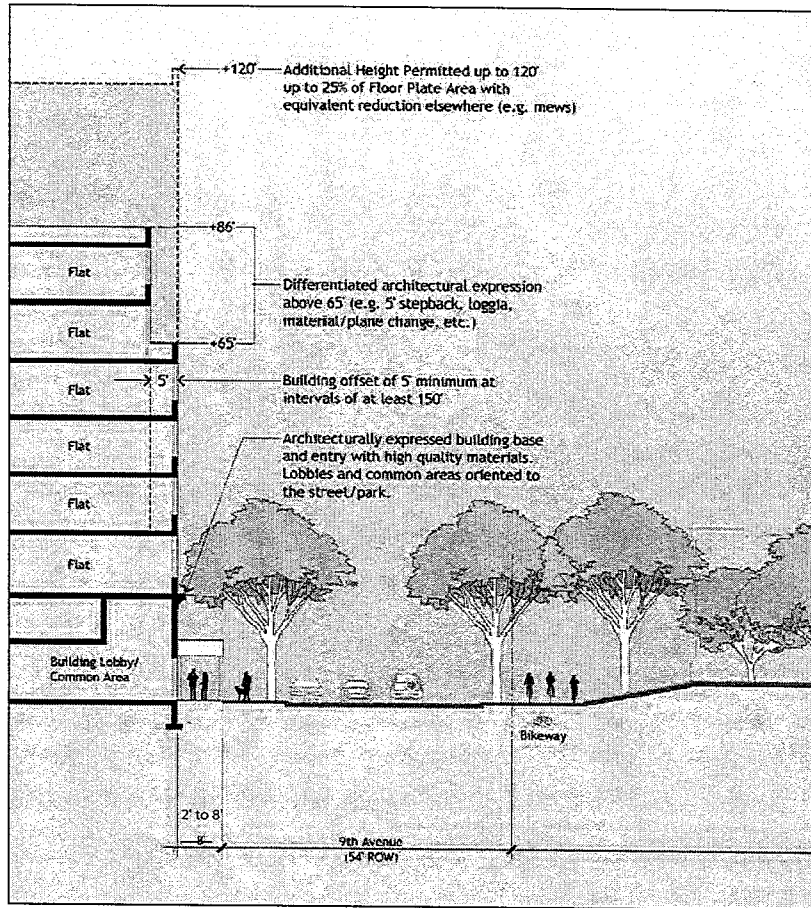 +120' Additional Height Permitted up to 120'
up to 25% of Floor Plate Area with
equivalent reduction elsewhere (e.g. mews)
+86'
Flat
Differentiated architectural expression
above 65' (e.g. 5' stepback, loggia,
material/plane change, etc.)
Flat
+65'
Flat
5'
Building offset of 5' minimum at
intervals of at least 150'
Flat
Architecturally expressed building base
and entry with high quality materials.
Lobbies and common areas oriented to
the street/park.
Flat
Flat
Building Lobby/
Common Area
Bikeway
2' to 8'
8'
9th Avenue
(54' ROW)